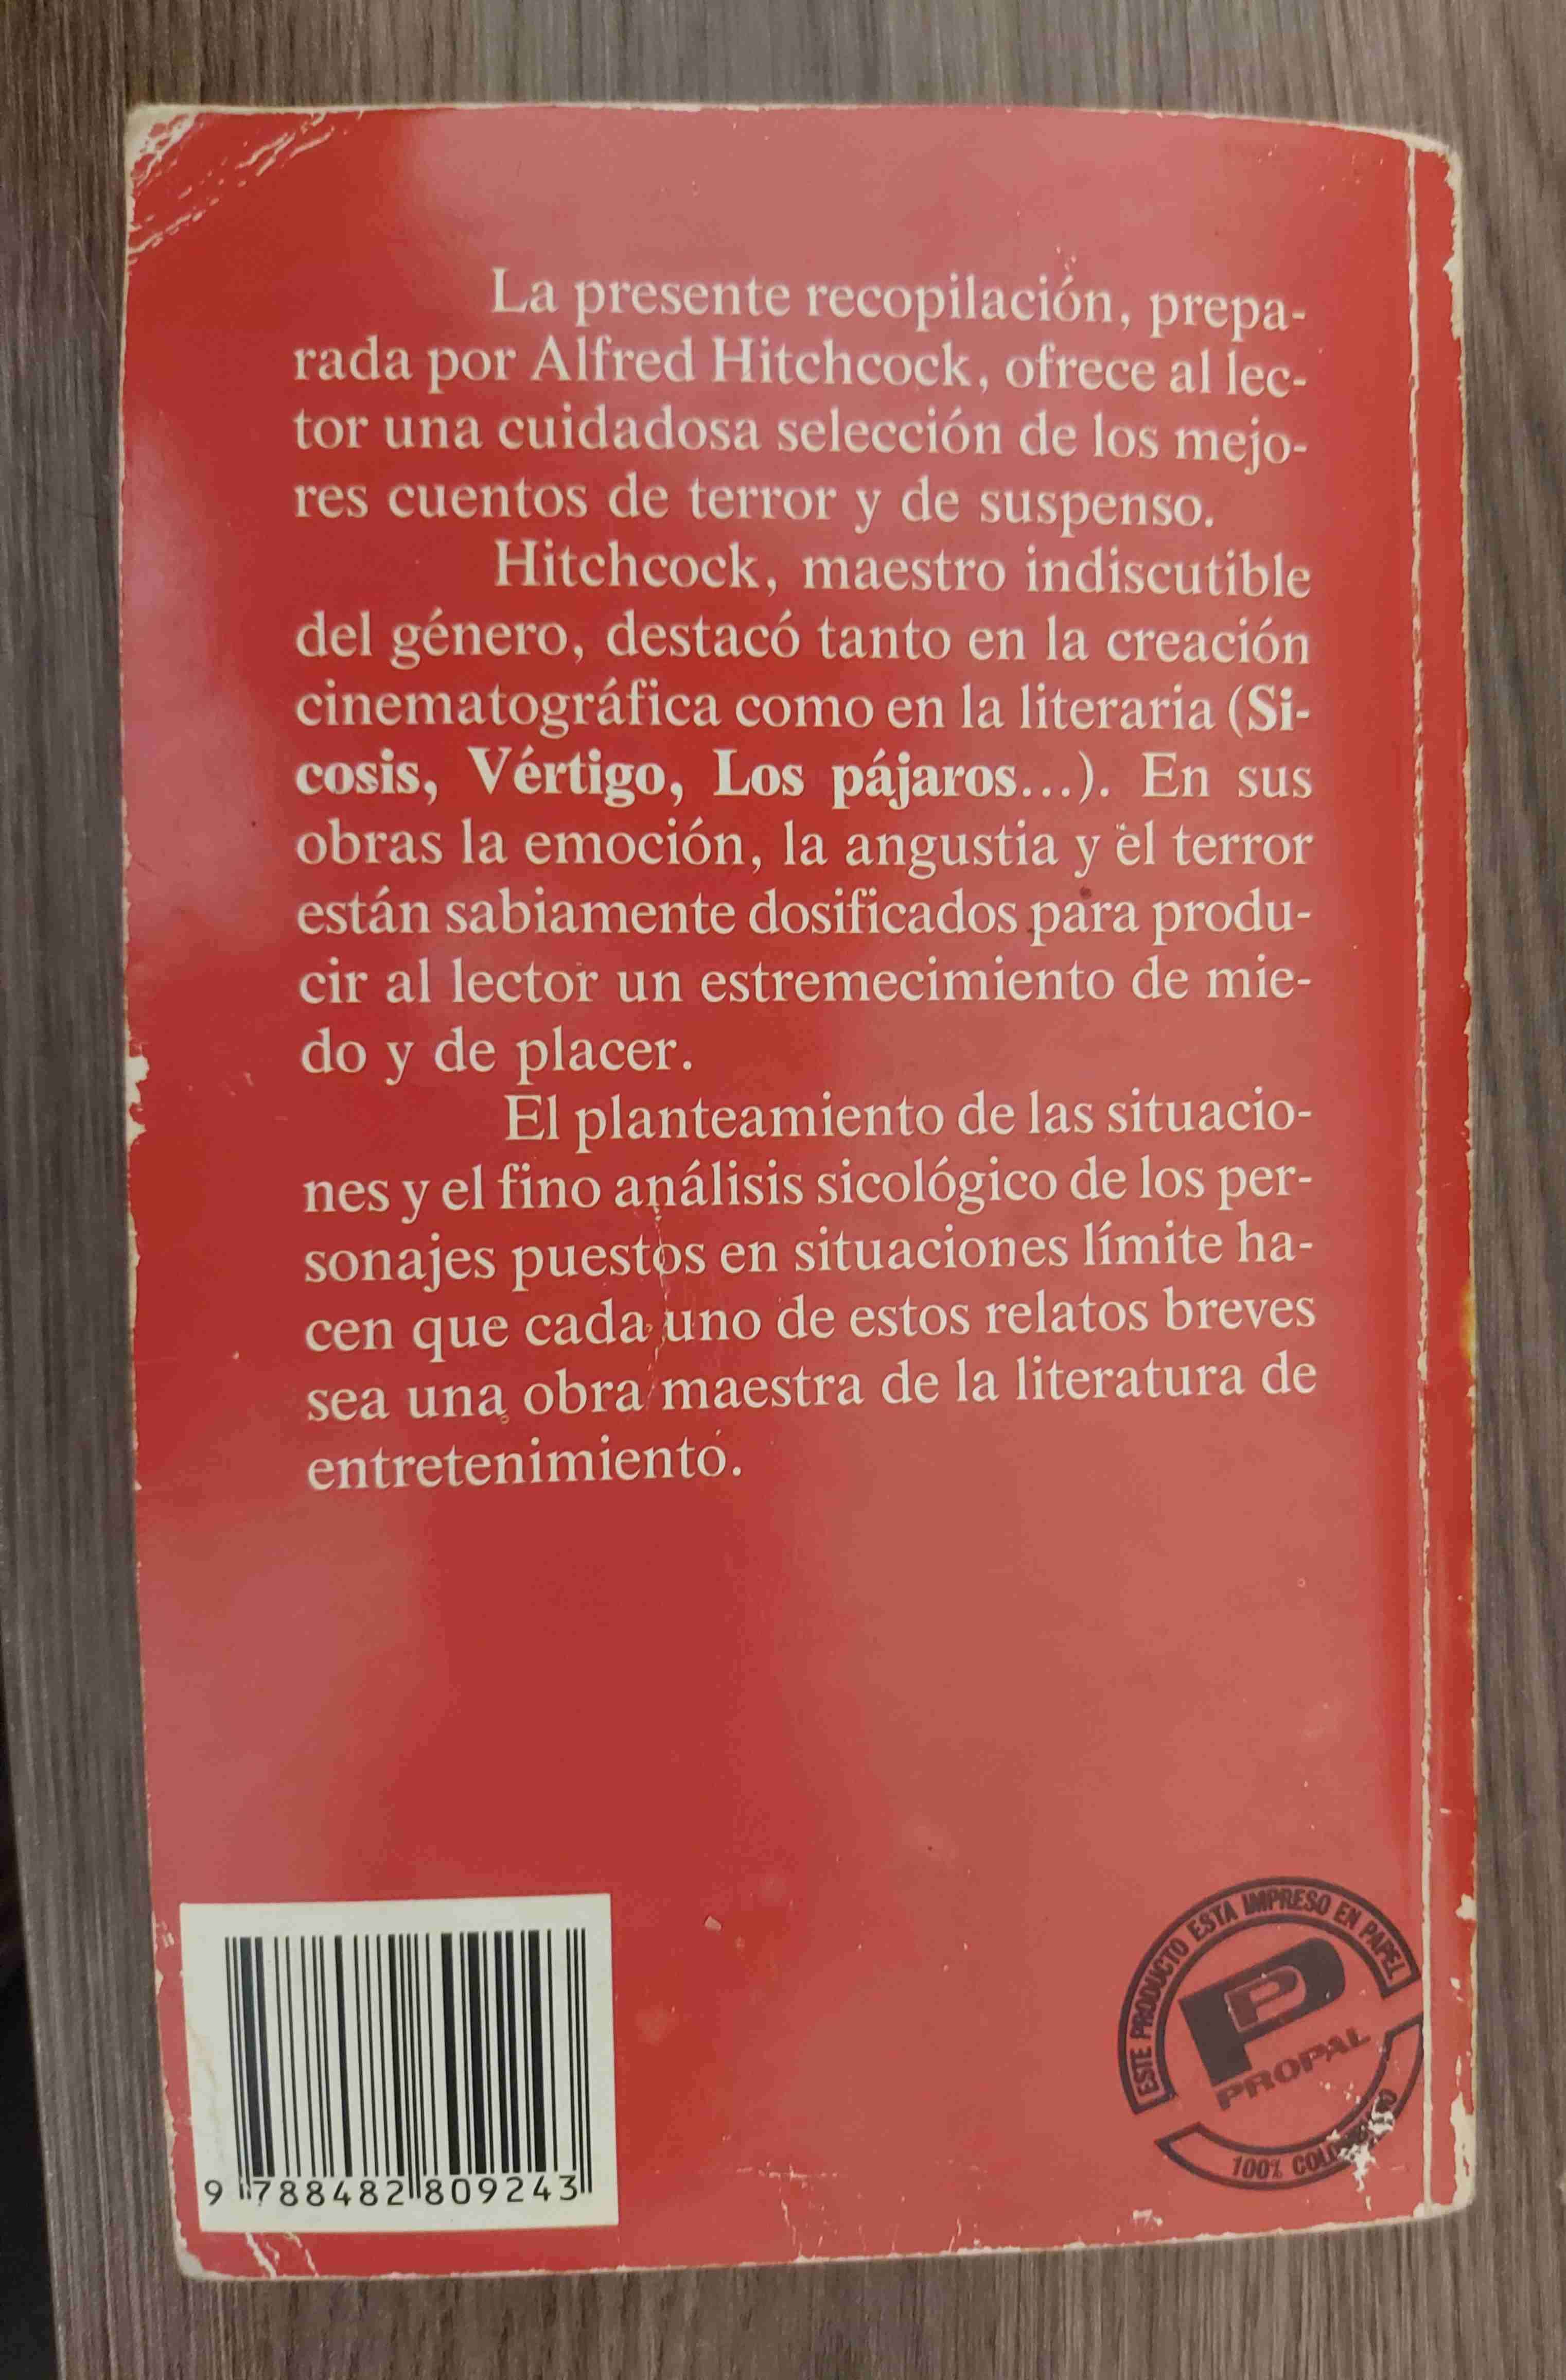 La presente recopilación, prepa-
rada por Alfred Hitchcock, ofrece al lec-
tor una cuidadosa selección de los mejo-
res cuentos de terror y de suspenso.
Hitchcock, maestro indiscutible
del género, destacó tanto en la creación
cinematográfica como en la literaria (Si-
cosis, Vértigo, Los pájaros...). En sus
obras la emoción, la angustia y el terror
están sabiamente dosificados para produ-
cir al lector un estremecimiento de mie-
do y de placer.
El planteamiento de las situacio-
nes y el fino análisis sicológico de los per-
sonajes puestos en situaciones límite ha-
cen que cada uno de estos relatos breves
sea una obra maestra de la literatura de
entretenimiento.
ESTE PRODUCTO ESTA IMPRESO EN PAPEL
PROPAL
100%
9 788482 809243